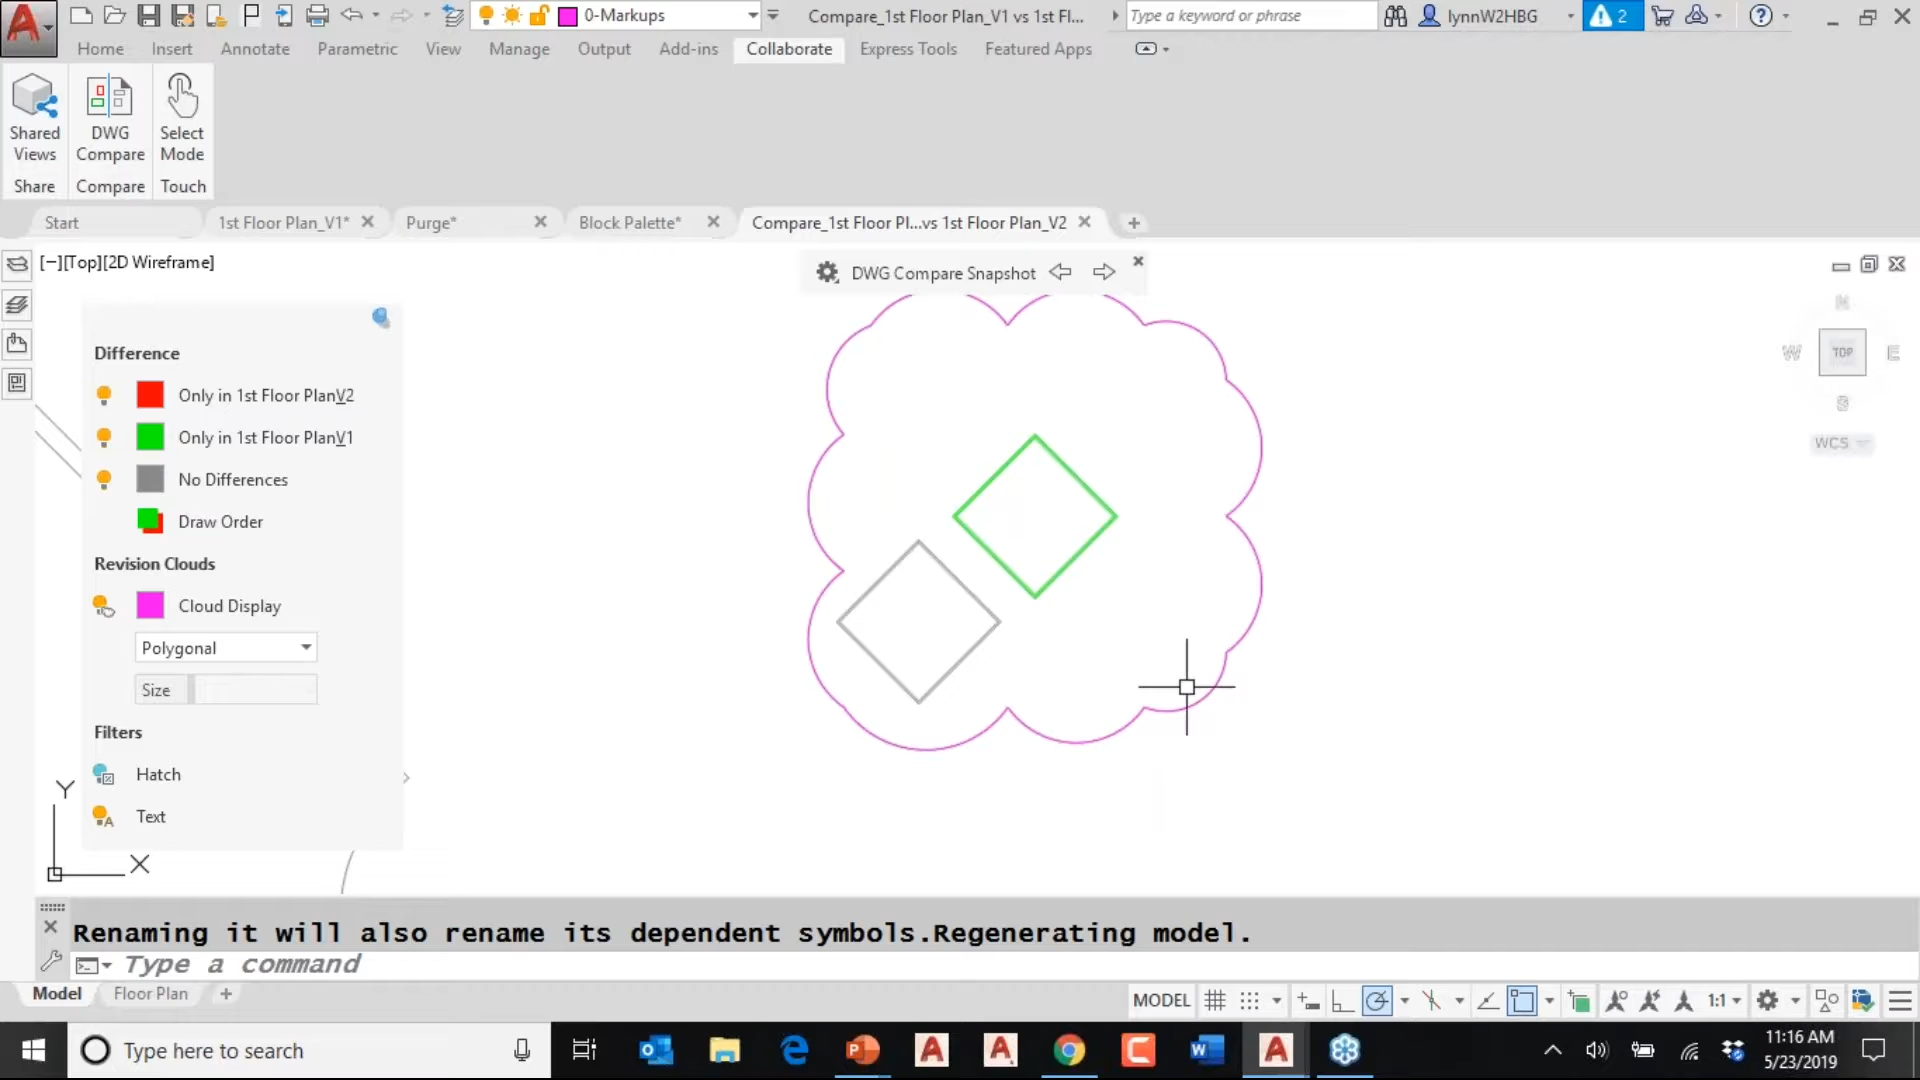 0-Markups
Compare_1st Floor Plan_V1 vs 1st Fl...
Type a keyword or phrase
lynnW2HBG
2
Home Insert Annotate Parametric View Manage Output Add-ins Collaborate Express Tools Featured Apps
Shared Views
DWG Compare
Select Mode
Share Compare Touch
Start
1st Floor Plan_V1*
Purge*
Block Palette*
Compare_1st Floor Pl...vs 1st Floor Plan_V2
[−][Top][2D Wireframe]
DWG Compare Snapshot
N
W TOP E
S
WCS
Difference
Only in 1st Floor PlanV2
Only in 1st Floor PlanV1
No Differences
Draw Order
Revision Clouds
Cloud Display
Polygonal
Size
Filters
Hatch
Text
Y
X
Renaming it will also rename its dependent symbols.Regenerating model.
Type a command
Model Floor Plan
MODEL
1:1
Type here to search
11:16 AM
5/23/2019